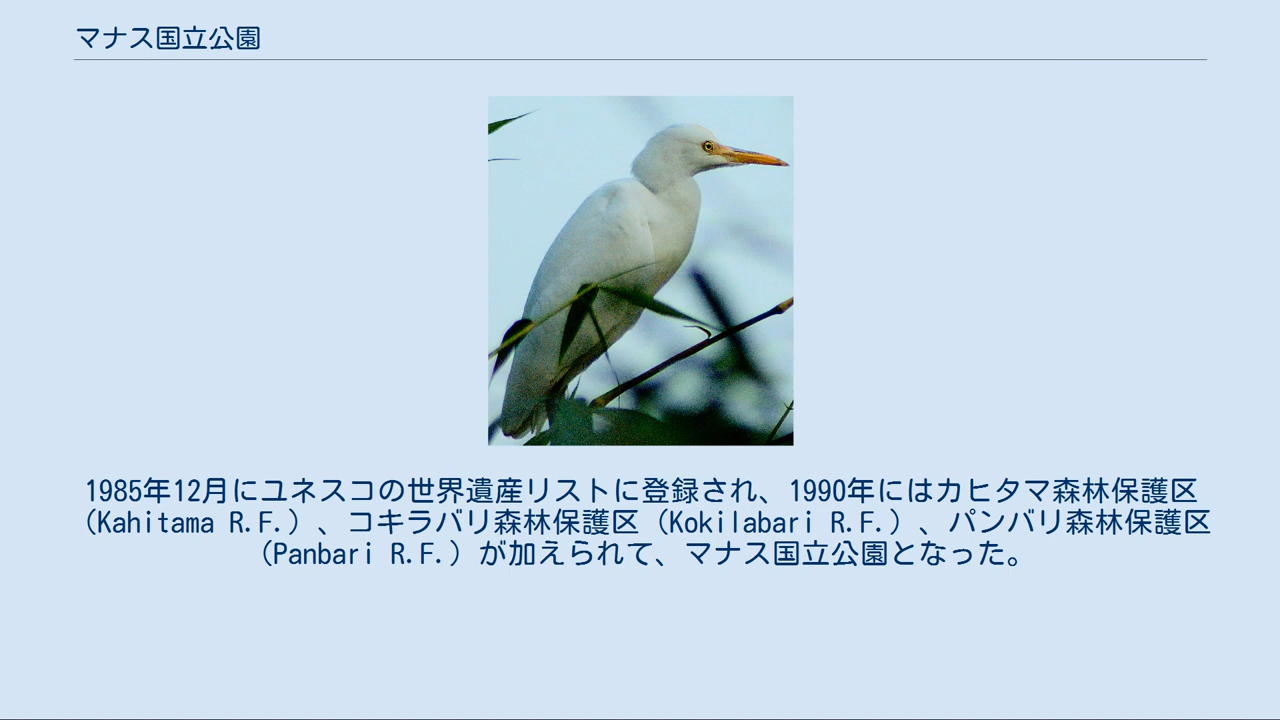 マナス国立公園
1985年12月にユネスコの世界遺産リストに登録され、1990年にはカヒタマ森林保護区
（Kahitama R.F.）、コキラバリ森林保護区（Kokilabari R.F.）、パンバリ森林保護区
（Panbari R.F.）が加えられて、マナス国立公園となった。